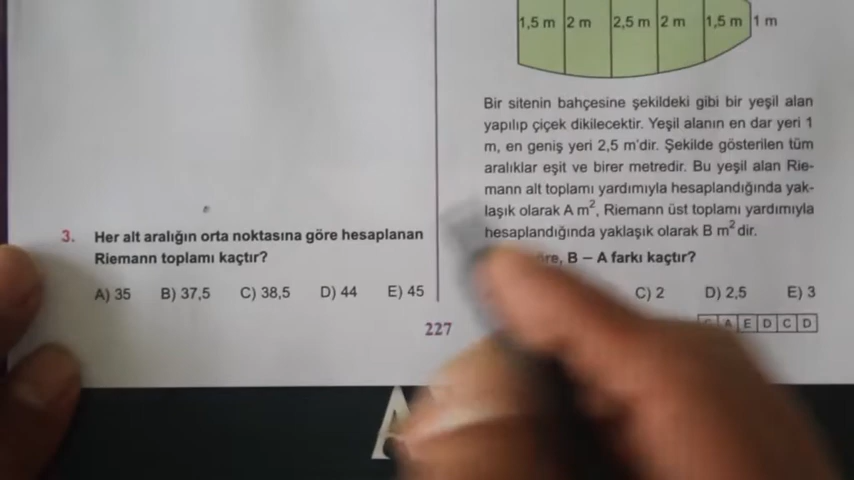 3. Her alt aralığın orta noktasına göre hesaplanan
Riemann toplamı kaçtır?
A) 35 B) 37,5 C) 38,5 D) 44 E) 45
1,5 m 2 m 2,5 m 2 m 1,5 m 1 m
Bir sitenin bahçesine şekildeki gibi bir yeşil alan
yapılıp çiçek dikilecektir. Yeşil alanın en dar yeri 1
m, en geniş yeri 2,5 m'dir. Şekilde gösterilen tüm
aralıklar eşit ve birer metredir. Bu yeşil alan Rie-
mann alt toplamı yardımıyla hesaplandığında yak-
laşık olarak A m², Riemann üst toplamı yardımıyla
hesaplandığında yaklaşık olarak B m² dir.
B – A farkı kaçtır?
C) 2 D) 2,5 E) 3
A E D C D
227